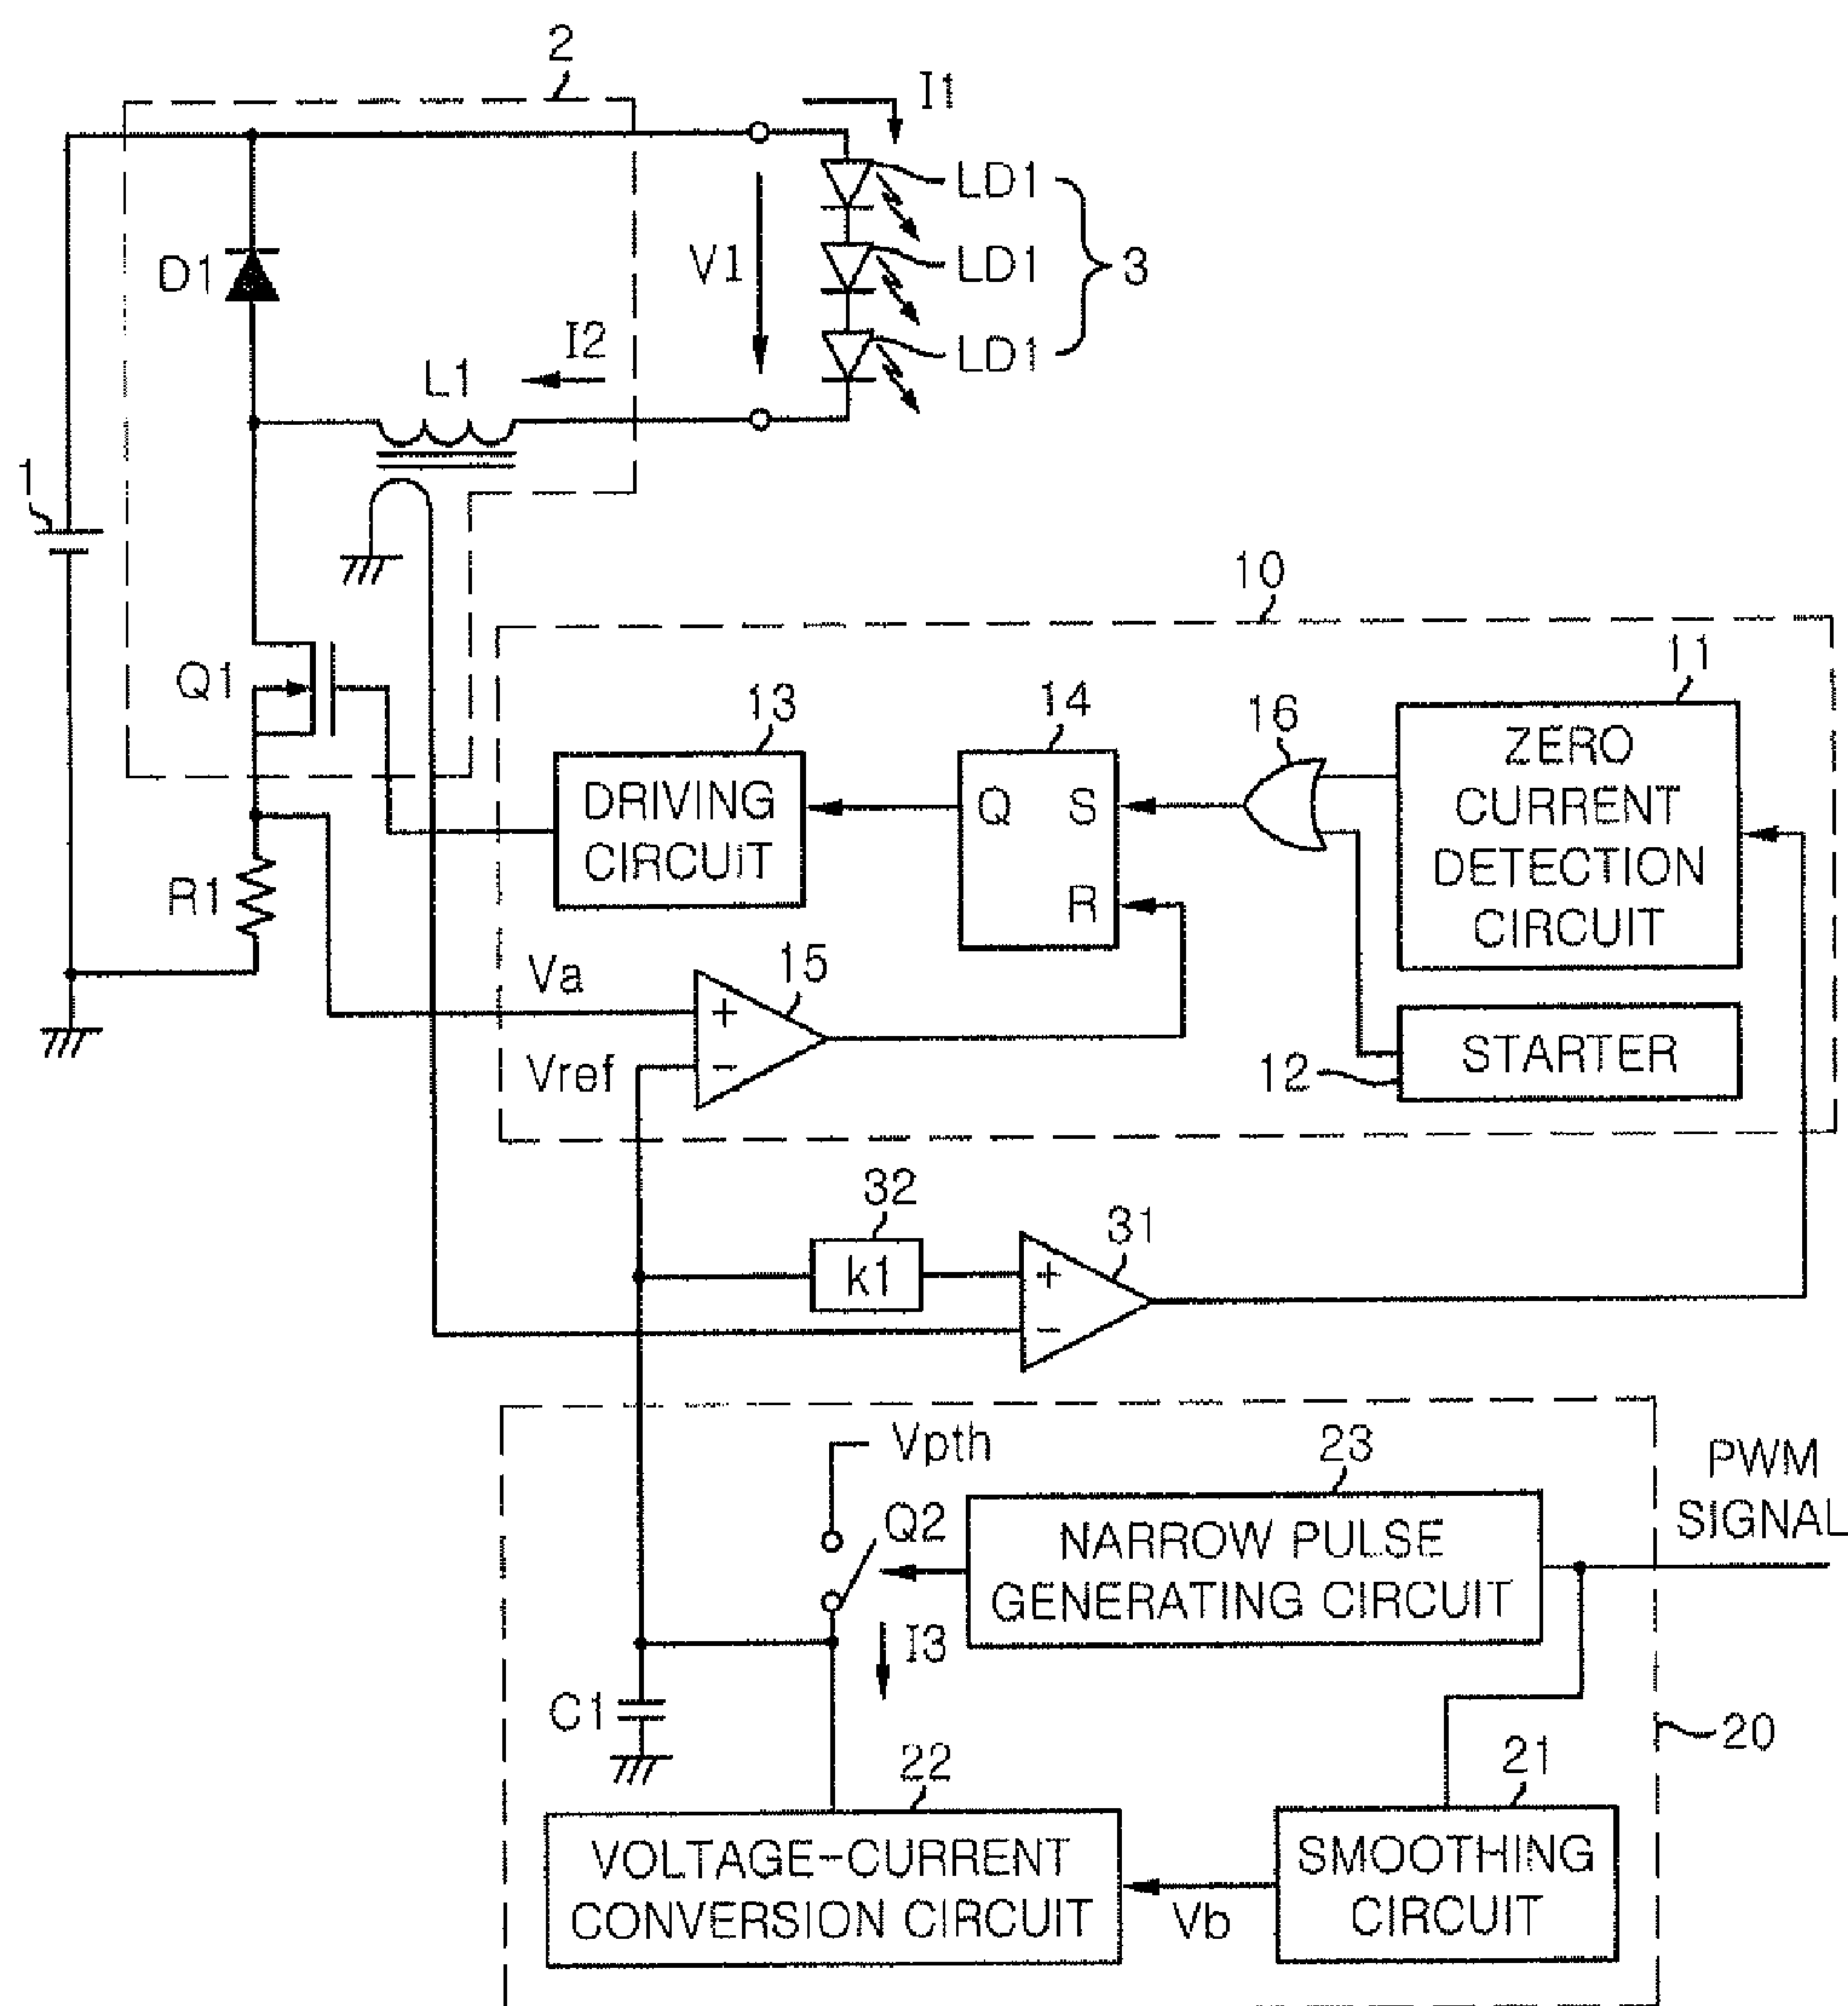 2
I1
LD1
D1
V1
LD1
3
I2
LD1
L1
1
10
11
Q1
13
14
16
ZERO
CURRENT
DETECTION
CIRCUIT
DRIVING
CIRCUiT
Q
S
R
R1
Va
15
Vref
+
−
STARTER
12
32
31
k1
+
−
Vpth
23
PWM
SIGNAL
Q2
NARROW PULSE
GENERATING CIRCUIT
I3
C1
20
22
21
VOLTAGE-CURRENT
CONVERSION CIRCUIT
SMOOTHING
CIRCUIT
Vb